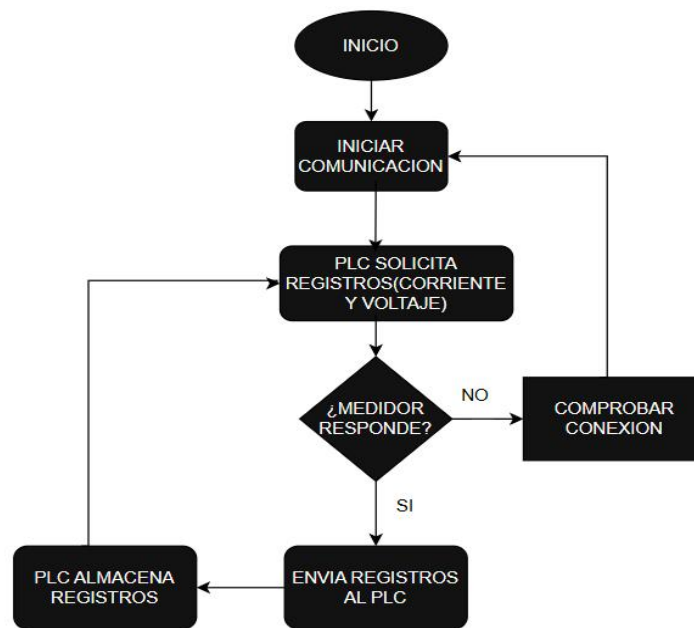 INICIO
INICIAR
COMUNICACION
PLC SOLICITA
REGISTROS(CORRIENTE
Y VOLTAJE)
¿MEDIDOR
RESPONDE?
NO
COMPROBAR
CONEXION
SI
ENVIA REGISTROS
AL PLC
PLC ALMACENA
REGISTROS